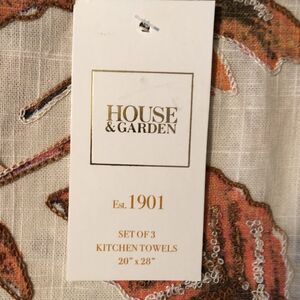 HOUSE
& GARDEN
Est. 1901
SET OF 3
KITCHEN TOWELS
20" x 28"